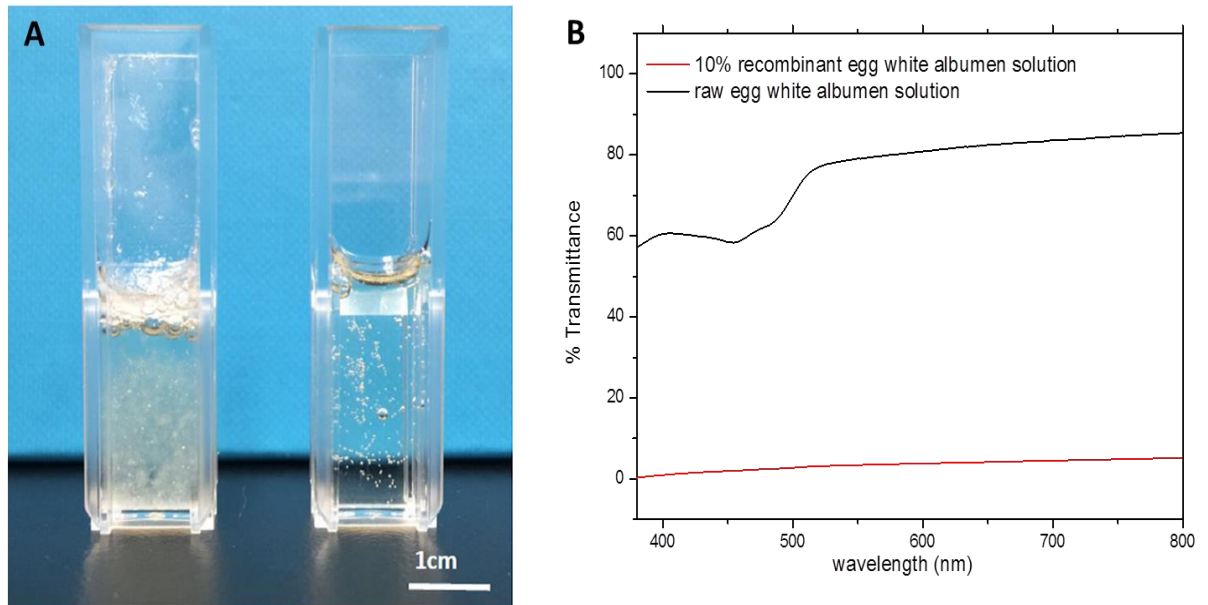 A
1cm
B
10% recombinant egg white albumen solution
raw egg white albumen solution
100
80
60
40
20
0
% Transmittance
400 500 600 700 800
wavelength (nm)